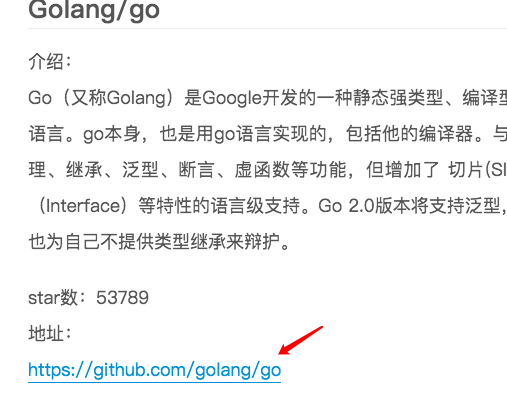 Golang/go
介绍：
Go（又称Golang）是Google开发的一种静态强类型、编译型
语言。go本身，也是用go语言实现的，包括他的编译器。与
理、继承、泛型、断言、虚函数等功能，但增加了 切片(Sl
（Interface）等特性的语言级支持。Go 2.0版本将支持泛型，
也为自己不提供类型继承来辩护。
star数：53789
地址：
https://github.com/golang/go